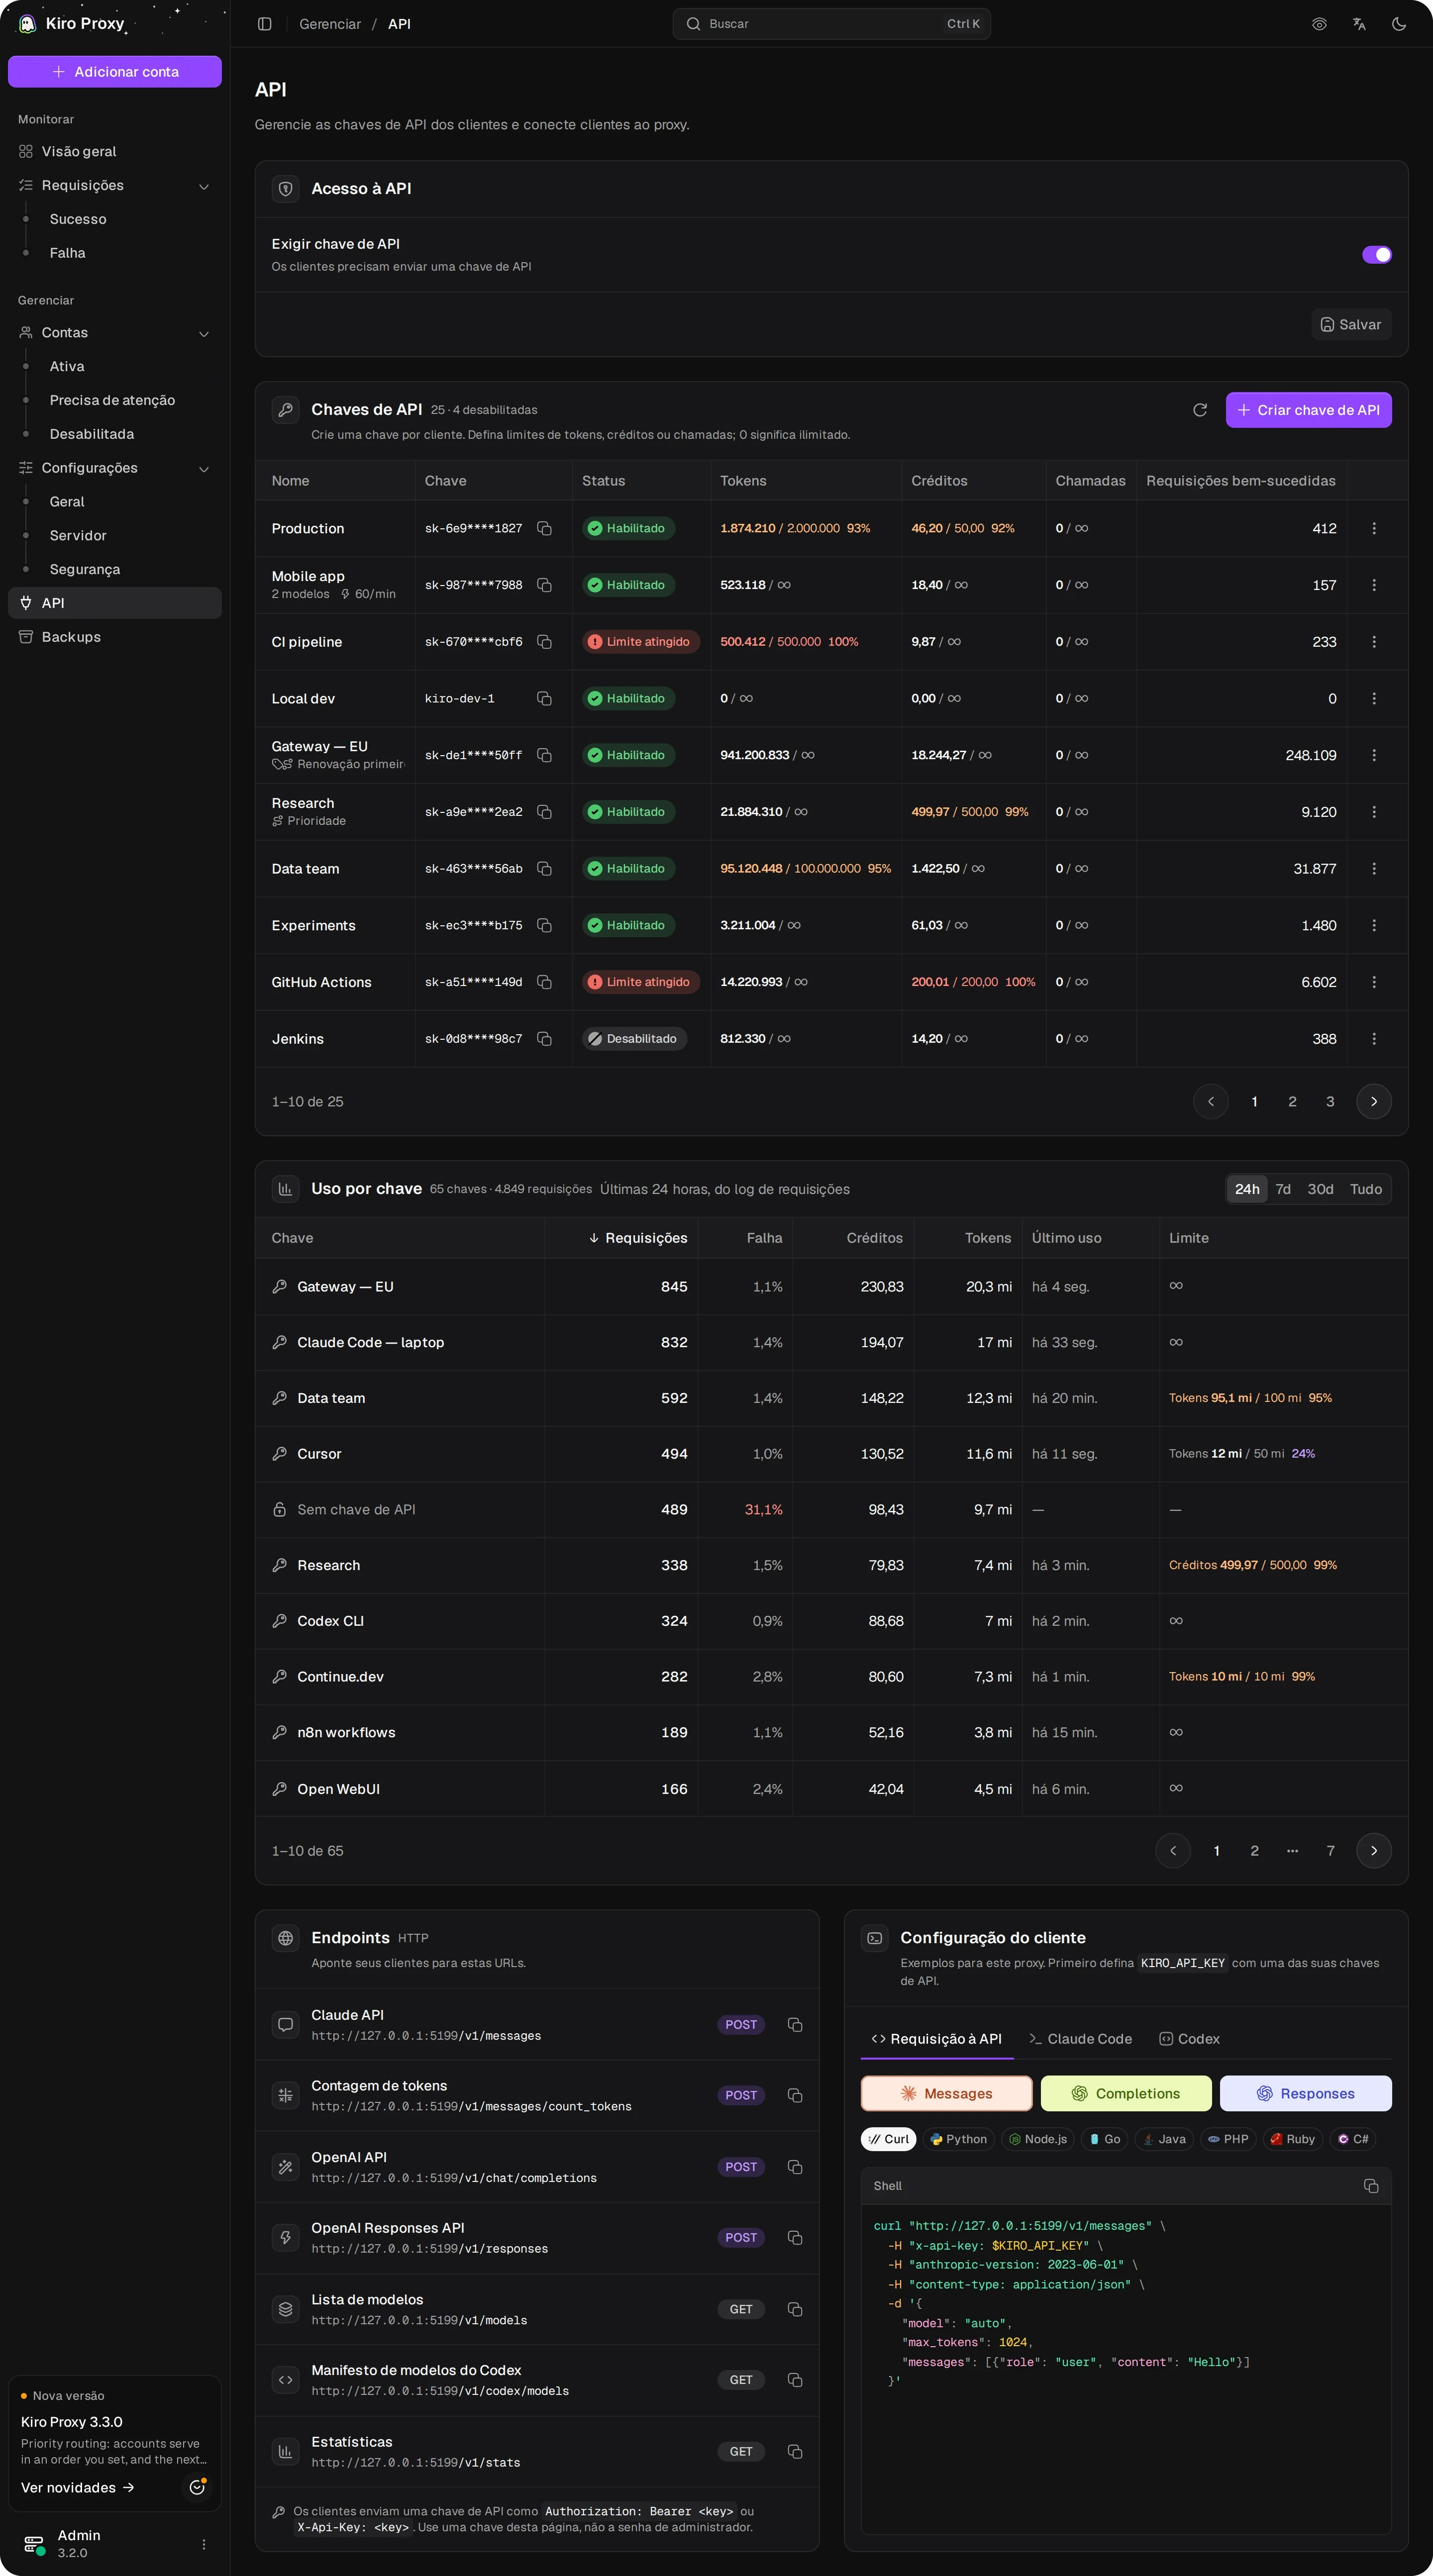 Kiro Proxy
Gerenciar / API
Buscar
Ctrl K
Adicionar conta
Monitorar
Visão geral
Requisições
Sucesso
Falha
Gerenciar
Contas
Ativa
Precisa de atenção
Desabilitada
Configurações
Geral
Servidor
Segurança
API
Backups
Nova versão
Kiro Proxy 3.3.0
Priority routing: accounts serve
in an order you set, and the next...
Ver novidades →
Admin
3.2.0
API
Gerencie as chaves de API dos clientes e conecte clientes ao proxy.
Acesso à API
Exigir chave de API
Os clientes precisam enviar uma chave de API
Salvar
Chaves de API 25 · 4 desabilitadas
Crie uma chave por cliente. Defina limites de tokens, créditos ou chamadas; 0 significa ilimitado.
Criar chave de API
Nome Chave Status Tokens Créditos Chamadas Requisições bem-sucedidas
Production sk-6e9****1827 Habilitado 1.874.210 / 2.000.000 93% 46,20 / 50,00 92% 0 / ∞ 412
Mobile app sk-987****7988 Habilitado 523.118 / ∞ 18,40 / ∞ 0 / ∞ 157
2 modelos 60/min
CI pipeline sk-670****cbf6 Limite atingido 500.412 / 500.000 100% 9,87 / ∞ 0 / ∞ 233
Local dev kiro-dev-1 Habilitado 0 / ∞ 0,00 / ∞ 0 / ∞ 0
Gateway — EU sk-de1****50ff Habilitado 941.200.833 / ∞ 18.244,27 / ∞ 0 / ∞ 248.109
Renovação primeir
Research sk-a9e****2ea2 Habilitado 21.884.310 / ∞ 499,97 / 500,00 99% 0 / ∞ 9.120
Prioridade
Data team sk-463****56ab Habilitado 95.120.448 / 100.000.000 95% 1.422,50 / ∞ 0 / ∞ 31.877
Experiments sk-ec3****b175 Habilitado 3.211.004 / ∞ 61,03 / ∞ 0 / ∞ 1.480
GitHub Actions sk-a51****149d Limite atingido 14.220.993 / ∞ 200,01 / 200,00 100% 0 / ∞ 6.602
Jenkins sk-0d8****98c7 Desabilitado 812.330 / ∞ 14,20 / ∞ 0 / ∞ 388
1–10 de 25
1 2 3
Uso por chave 65 chaves · 4.849 requisições Últimas 24 horas, do log de requisições
24h 7d 30d Tudo
Chave ↓ Requisições Falha Créditos Tokens Último uso Limite
Gateway — EU 845 1,1% 230,83 20,3 mi há 4 seg. ∞
Claude Code — laptop 832 1,4% 194,07 17 mi há 33 seg. ∞
Data team 592 1,4% 148,22 12,3 mi há 20 min. Tokens 95,1 mi / 100 mi 95%
Cursor 494 1,0% 130,52 11,6 mi há 11 seg. Tokens 12 mi / 50 mi 24%
Sem chave de API 489 31,1% 98,43 9,7 mi — —
Research 338 1,5% 79,83 7,4 mi há 3 min. Créditos 499,97 / 500,00 99%
Codex CLI 324 0,9% 88,68 7 mi há 2 min. ∞
Continue.dev 282 2,8% 80,60 7,3 mi há 1 min. Tokens 10 mi / 10 mi 99%
n8n workflows 189 1,1% 52,16 3,8 mi há 15 min. ∞
Open WebUI 166 2,4% 42,04 4,5 mi há 6 min. ∞
1–10 de 65
1 2 ... 7
Endpoints HTTP
Aponte seus clientes para estas URLs.
Claude API
http://127.0.0.1:5199/v1/messages
POST
Contagem de tokens
http://127.0.0.1:5199/v1/messages/count_tokens
POST
OpenAI API
http://127.0.0.1:5199/v1/chat/completions
POST
OpenAI Responses API
http://127.0.0.1:5199/v1/responses
POST
Lista de modelos
http://127.0.0.1:5199/v1/models
GET
Manifesto de modelos do Codex
http://127.0.0.1:5199/v1/codex/models
GET
Estatísticas
http://127.0.0.1:5199/v1/stats
GET
Os clientes enviam uma chave de API como Authorization: Bearer <key> ou
X-Api-Key: <key>. Use uma chave desta página, não a senha de administrador.
Configuração do cliente
Exemplos para este proxy. Primeiro defina KIRO_API_KEY com uma das suas chaves
de API.
Requisição à API Claude Code Codex
Messages Completions Responses
Curl Python Node.js Go Java PHP Ruby C#
Shell
curl "http://127.0.0.1:5199/v1/messages" \
-H "x-api-key: $KIRO_API_KEY" \
-H "anthropic-version: 2023-06-01" \
-H "content-type: application/json" \
-d '{
"model": "auto",
"max_tokens": 1024,
"messages": [{"role": "user", "content": "Hello"}]
}'